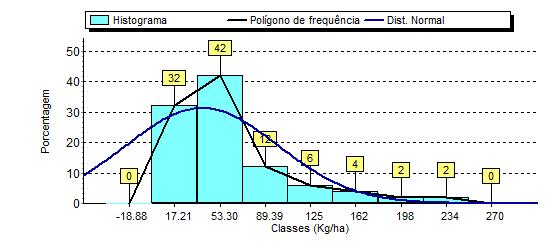 Histograma Polígono de frequência Dist. Normal
50
40
30
20
10
0
Porcentagem
0 32 42 12 6 4 2 2 0
-18.88 17.21 53.30 89.39 125 162 198 234 270
Classes (Kg/ha)